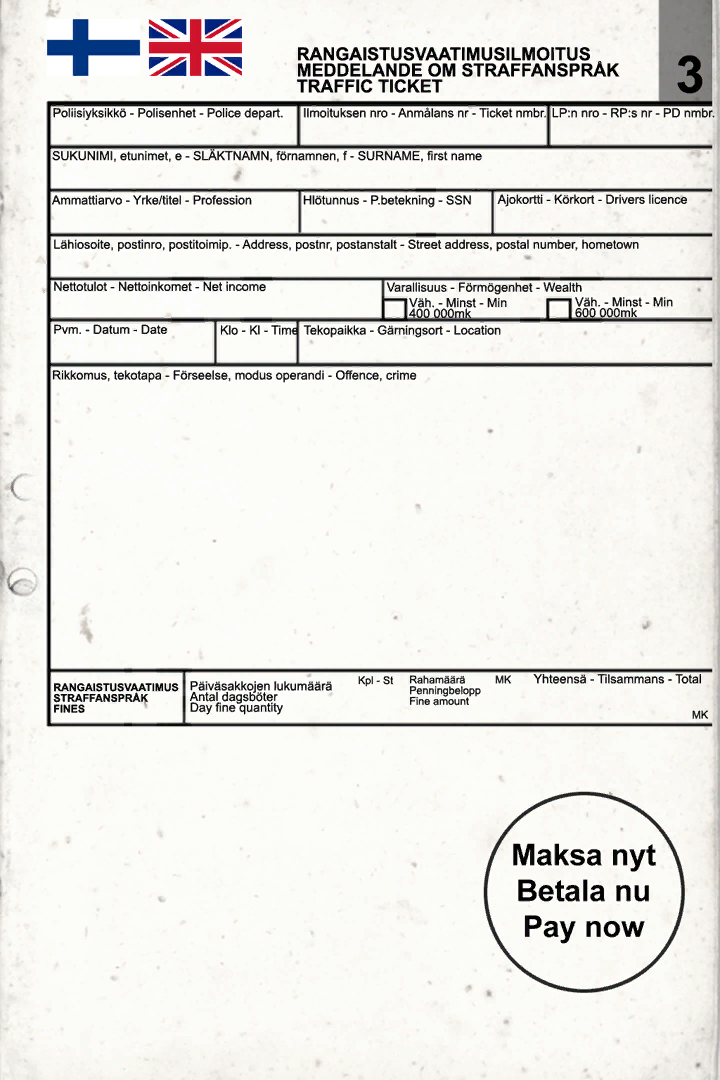 RANGAISTUSVAATIMUSILMOITUS
MEDDELANDE OM STRAFFANSPRÅK
TRAFFIC TICKET
3
Poliisiyksikkö - Polisenhet - Police depart.
Ilmoituksen nro - Anmälans nr - Ticket nmbr.
LP:n nro - RP:s nr - PD nmbr.
SUKUNIMI, etunimet, e - SLÄKTNAMN, förnamnen, f - SURNAME, first name
Ammattiarvo - Yrke/titel - Profession
Hlötunnus - P.betekning - SSN
Ajokortti - Körkort - Drivers licence
Lähiosoite, postinro, postitoimip. - Address, postnr, postanstalt - Street address, postal number, hometown
Nettotulot - Nettoinkomet - Net income
Varallisuus - Förmögenhet - Wealth
Väh. - Minst - Min
400 000mk
Väh. - Minst - Min
600 000mk
Pvm. - Datum - Date
Klo - Kl - Time
Tekopaikka - Gärningsort - Location
Rikkomus, tekotapa - Förseelse, modus operandi - Offence, crime
RANGAISTUSVAATIMUS
STRAFFANSPRÅK
FINES
Päiväsakkojen lukumäärä
Antal dagsböter
Day fine quantity
Kpl - St
Rahamäärä
Penningbelopp
Fine amount
MK
Yhteensä - Tilsammans - Total
MK
Maksa nyt
Betala nu
Pay now